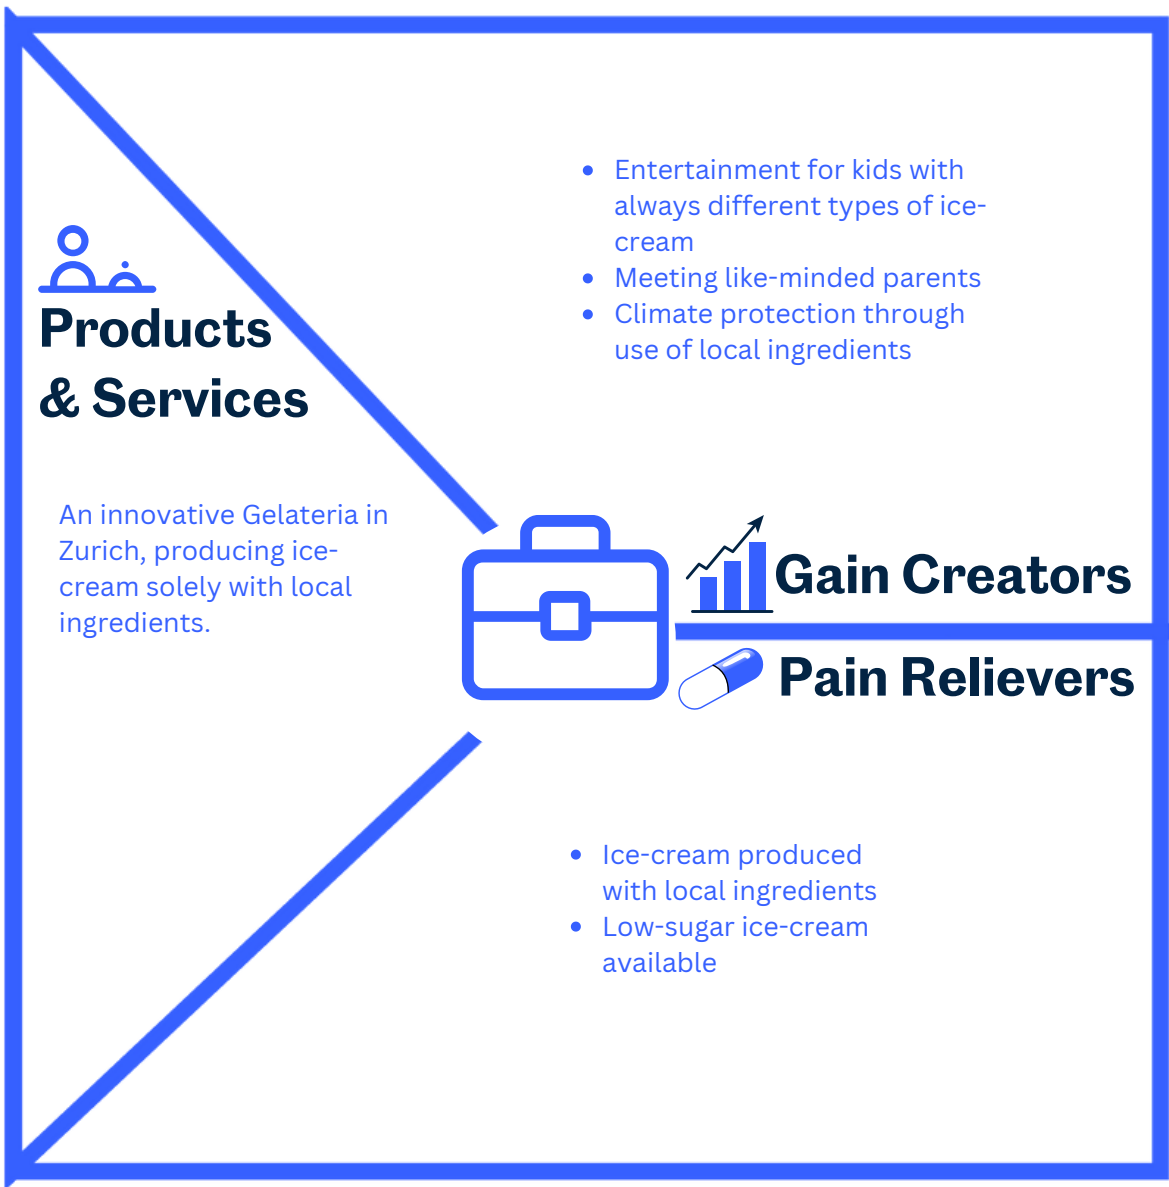 Entertainment for kids with
always different types of ice-
cream
Meeting like-minded parents
Climate protection through
use of local ingredients
Products
& Services
An innovative Gelateria in
Zurich, producing ice-
cream solely with local
ingredients.
Gain Creators
Pain Relievers
Ice-cream produced
with local ingredients
Low-sugar ice-cream
available